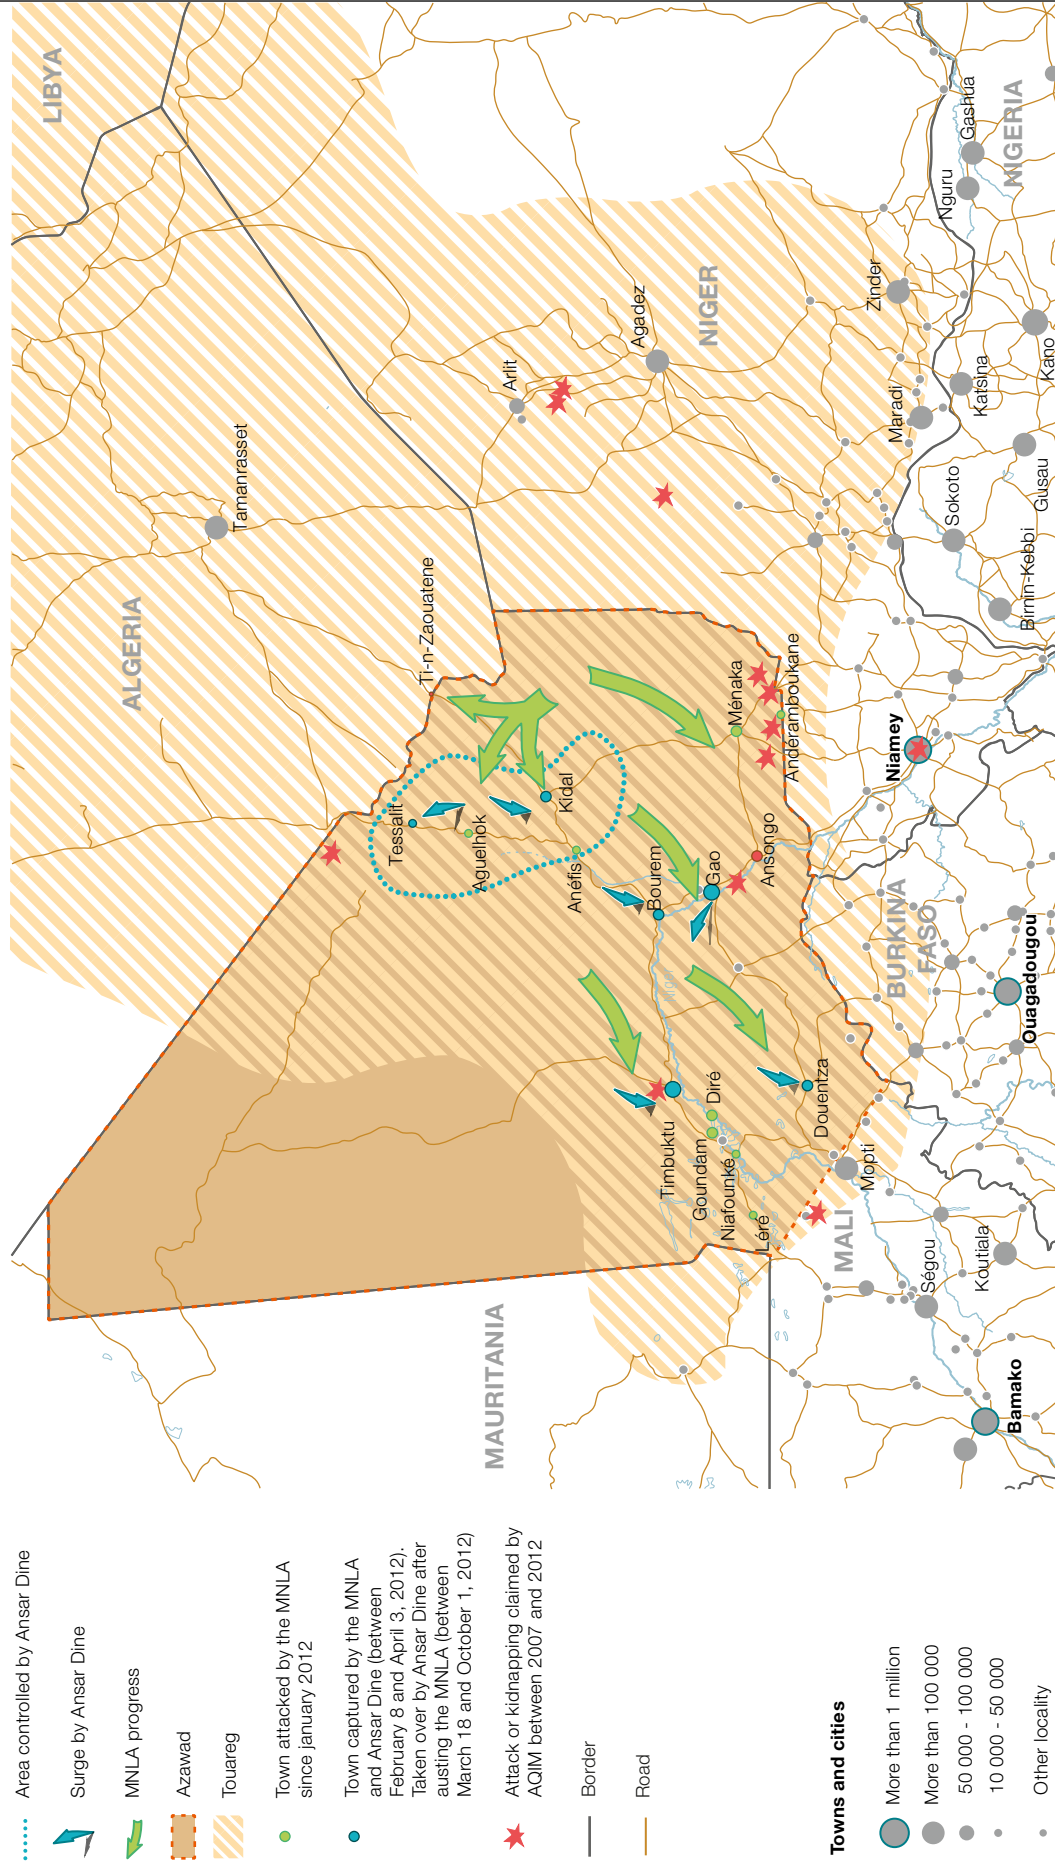 LIBYA
ALGERIA
Tamanrasset
Arlit
Agadez
NIGER
Zinder
Maradi
Nguru
Gashua
NIGERIA
Katsina
Kano
Sokoto
Gusau
Birnin-Kebbi
Ti-n-Zaouatene
Tessalit
Aguelhok
Kidal
Anéfis
Ménaka
Andéramboukane
Niamey
Bourem
Gao
Ansongo
Niger
BURKINA
FASO
Ouagadougou
Timbuktu
Diré
Goundam
Niafounké
Léré
Douentza
Mopti
MALI
MAURITANIA
Ségou
Koutiala
Bamako
Area controlled by Ansar Dine
Surge by Ansar Dine
MNLA progress
Azawad
Touareg
Town attacked by the MNLA
since january 2012
Town captured by the MNLA
and Ansar Dine (between
February 8 and April 3, 2012).
Taken over by Ansar Dine after
austing the MNLA (between
March 18 and October 1, 2012)
Attack or kidnapping claimed by
AQIM between 2007 and 2012
Border
Road
Towns and cities
More than 1 million
More than 100 000
50 000 - 100 000
10 000 - 50 000
Other locality